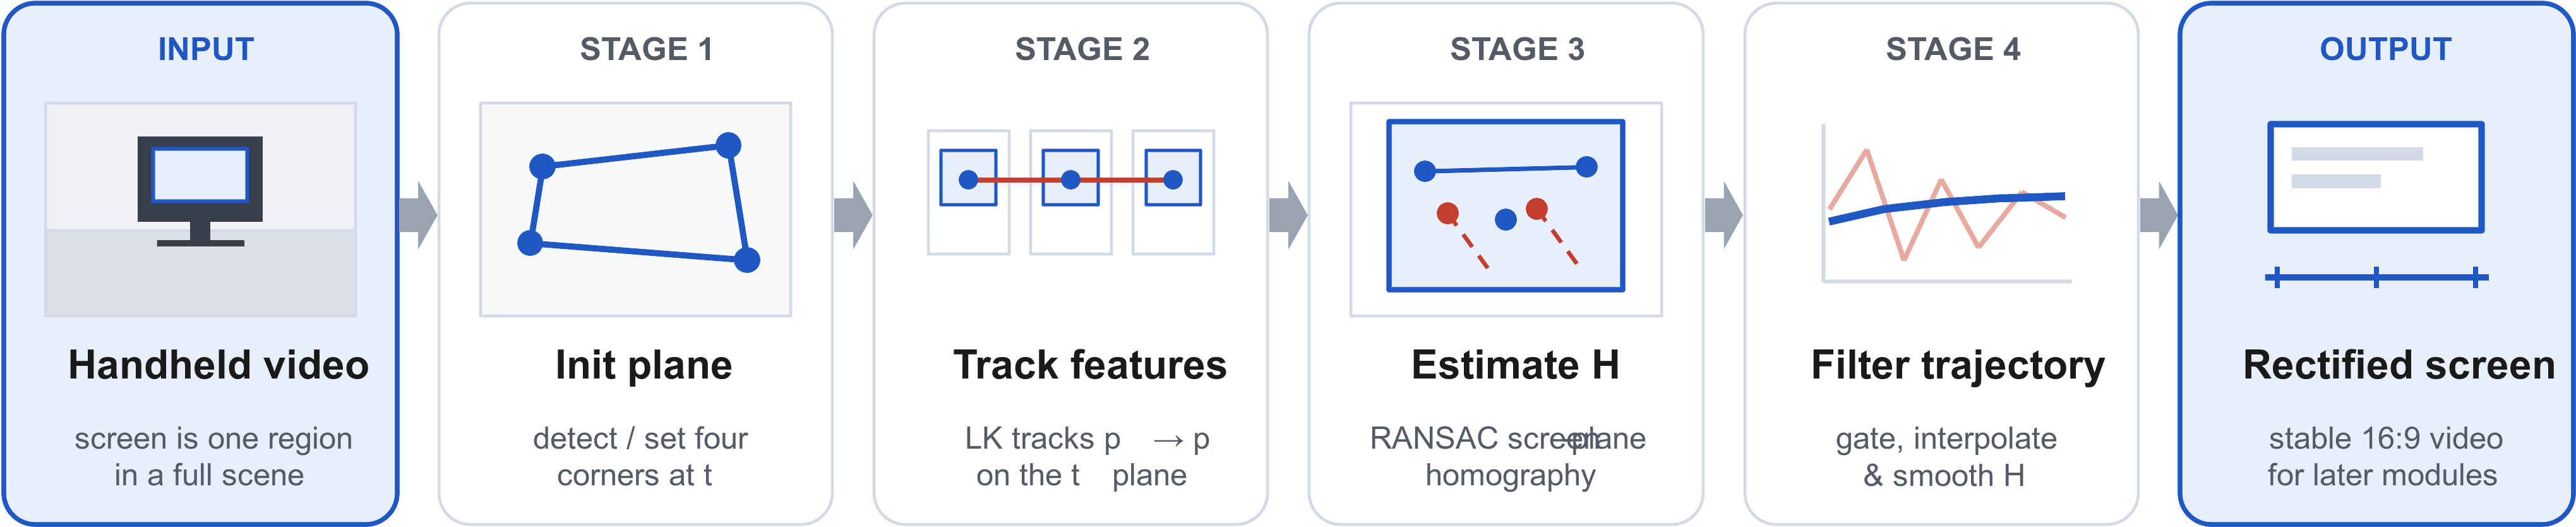 INPUT
Handheld video
screen is one region
in a full scene
STAGE 1
Init plane
detect / set four
corners at t
STAGE 2
Track features
LK tracks p → p
on the t plane
STAGE 3
Estimate H
RANSAC screen-plane
homography
STAGE 4
Filter trajectory
gate, interpolate
& smooth H
OUTPUT
Rectified screen
stable 16:9 video
for later modules